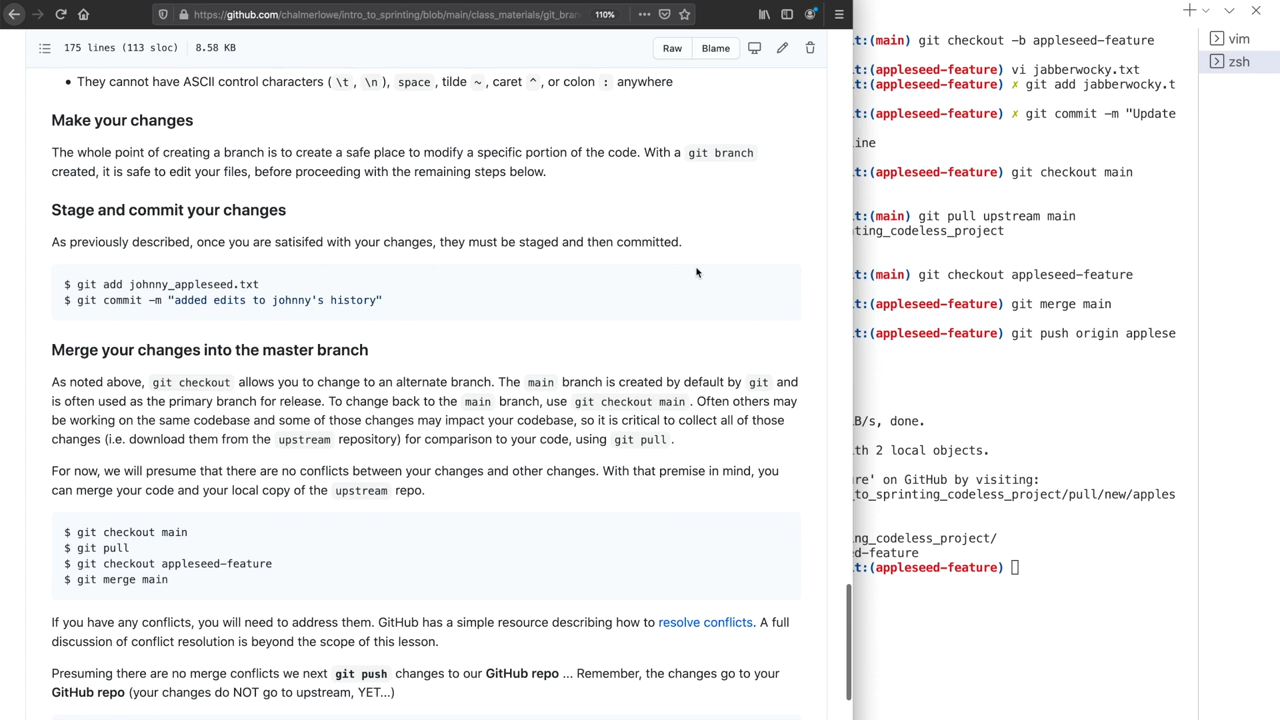 https://github.com/chalmerlowe/intro_to_sprinting/blob/main/class_materials/git_bran
110%
175 lines (113 sloc) 8.58 KB
Raw Blame
• They cannot have ASCII control characters ( \t , \n ), space , tilde ~ , caret ^ , or colon : anywhere
Make your changes
The whole point of creating a branch is to create a safe place to modify a specific portion of the code. With a git branch
created, it is safe to edit your files, before proceeding with the remaining steps below.
Stage and commit your changes
As previously described, once you are satisifed with your changes, they must be staged and then committed.
$ git add johnny_appleseed.txt
$ git commit -m "added edits to johnny's history"
Merge your changes into the master branch
As noted above, git checkout allows you to change to an alternate branch. The main branch is created by default by git and
is often used as the primary branch for release. To change back to the main branch, use git checkout main . Often others may
be working on the same codebase and some of those changes may impact your codebase, so it is critical to collect all of those
changes (i.e. download them from the upstream repository) for comparison to your code, using git pull .
For now, we will presume that there are no conflicts between your changes and other changes. With that premise in mind, you
can merge your code and your local copy of the upstream repo.
$ git checkout main
$ git pull
$ git checkout appleseed-feature
$ git merge main
If you have any conflicts, you will need to address them. GitHub has a simple resource describing how to resolve conflicts. A full
discussion of conflict resolution is beyond the scope of this lesson.
Presuming there are no merge conflicts we next git push changes to our GitHub repo ... Remember, the changes go to your
GitHub repo (your changes do NOT go to upstream, YET...)
t:(main) git checkout -b appleseed-feature
t:(appleseed-feature) vi jabberwocky.txt
t:(appleseed-feature) ✗ git add jabberwocky.t
t:(appleseed-feature) ✗ git commit -m "Update
ine
t:(appleseed-feature) git checkout main
t:(main) git pull upstream main
ting_codeless_project
t:(appleseed-feature) git checkout appleseed-feature
t:(appleseed-feature) git merge main
t:(appleseed-feature) git push origin applese
B/s, done.
th 2 local objects.
re' on GitHub by visiting:
_to_sprinting_codeless_project/pull/new/apples
ng_codeless_project/
d-feature
t:(appleseed-feature)
vim
zsh